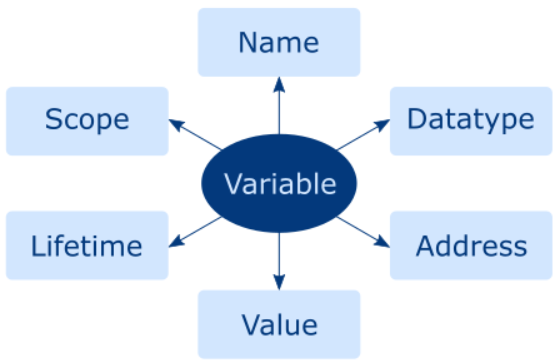 Name
Scope
Datatype
Variable
Lifetime
Address
Value